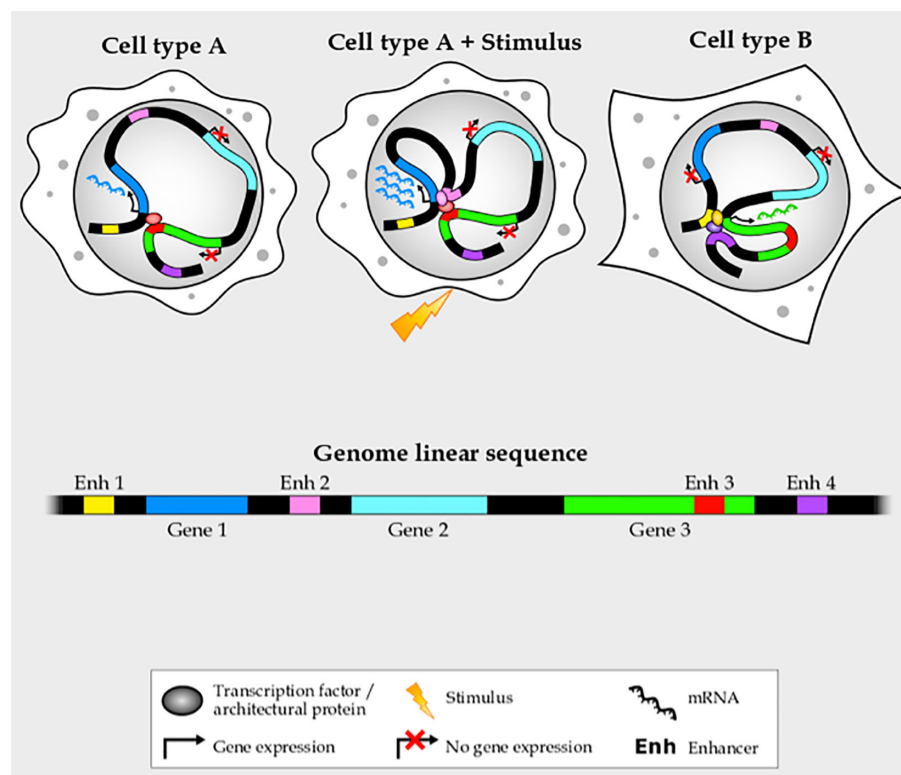 Cell type A
Cell type A + Stimulus
Cell type B
Genome linear sequence
Enh 1
Enh 2
Enh 3
Enh 4
Gene 1
Gene 2
Gene 3
Transcription factor /
architectural protein
Stimulus
mRNA
Gene expression
No gene expression
Enh Enhancer